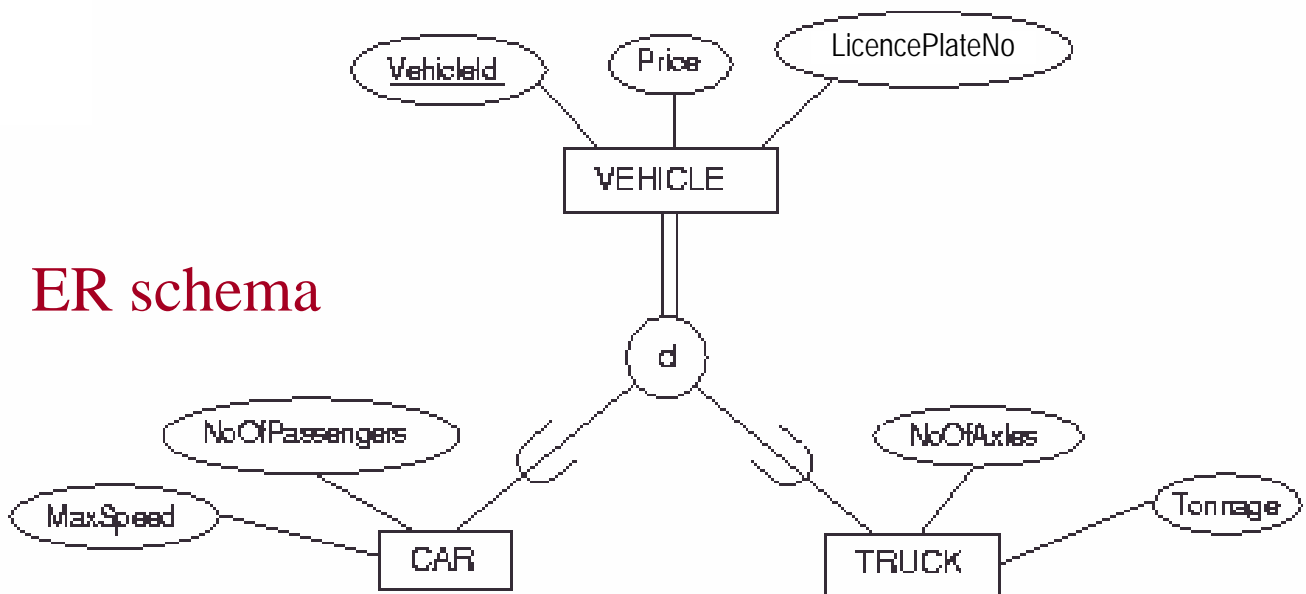 VehicleId
Price
LicencePlateNo
VEHICLE
ER schema
d
NoOfPassengers
NoOfAxles
MaxSpeed
Tonnage
CAR
TRUCK